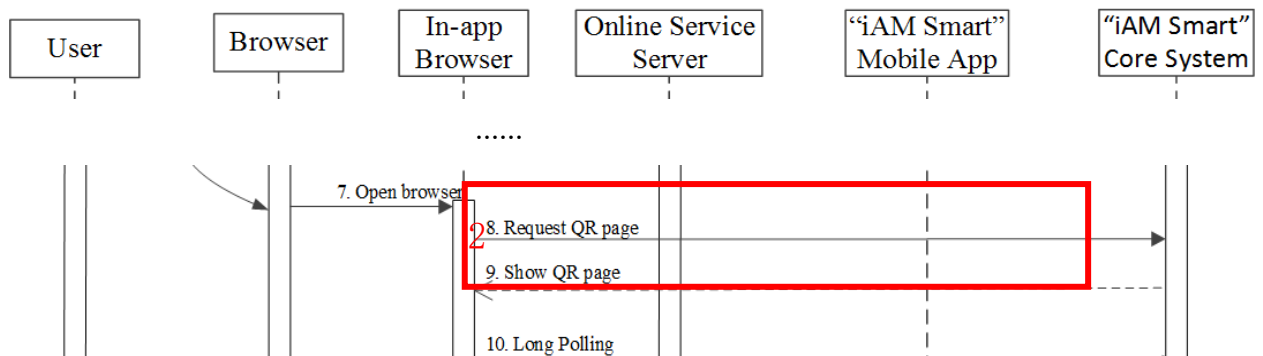 User
Browser
In-app
Browser
Online Service
Server
“iAM Smart”
Mobile App
“iAM Smart”
Core System
......
7. Open browser
2
8. Request QR page
9. Show QR page
10. Long Polling